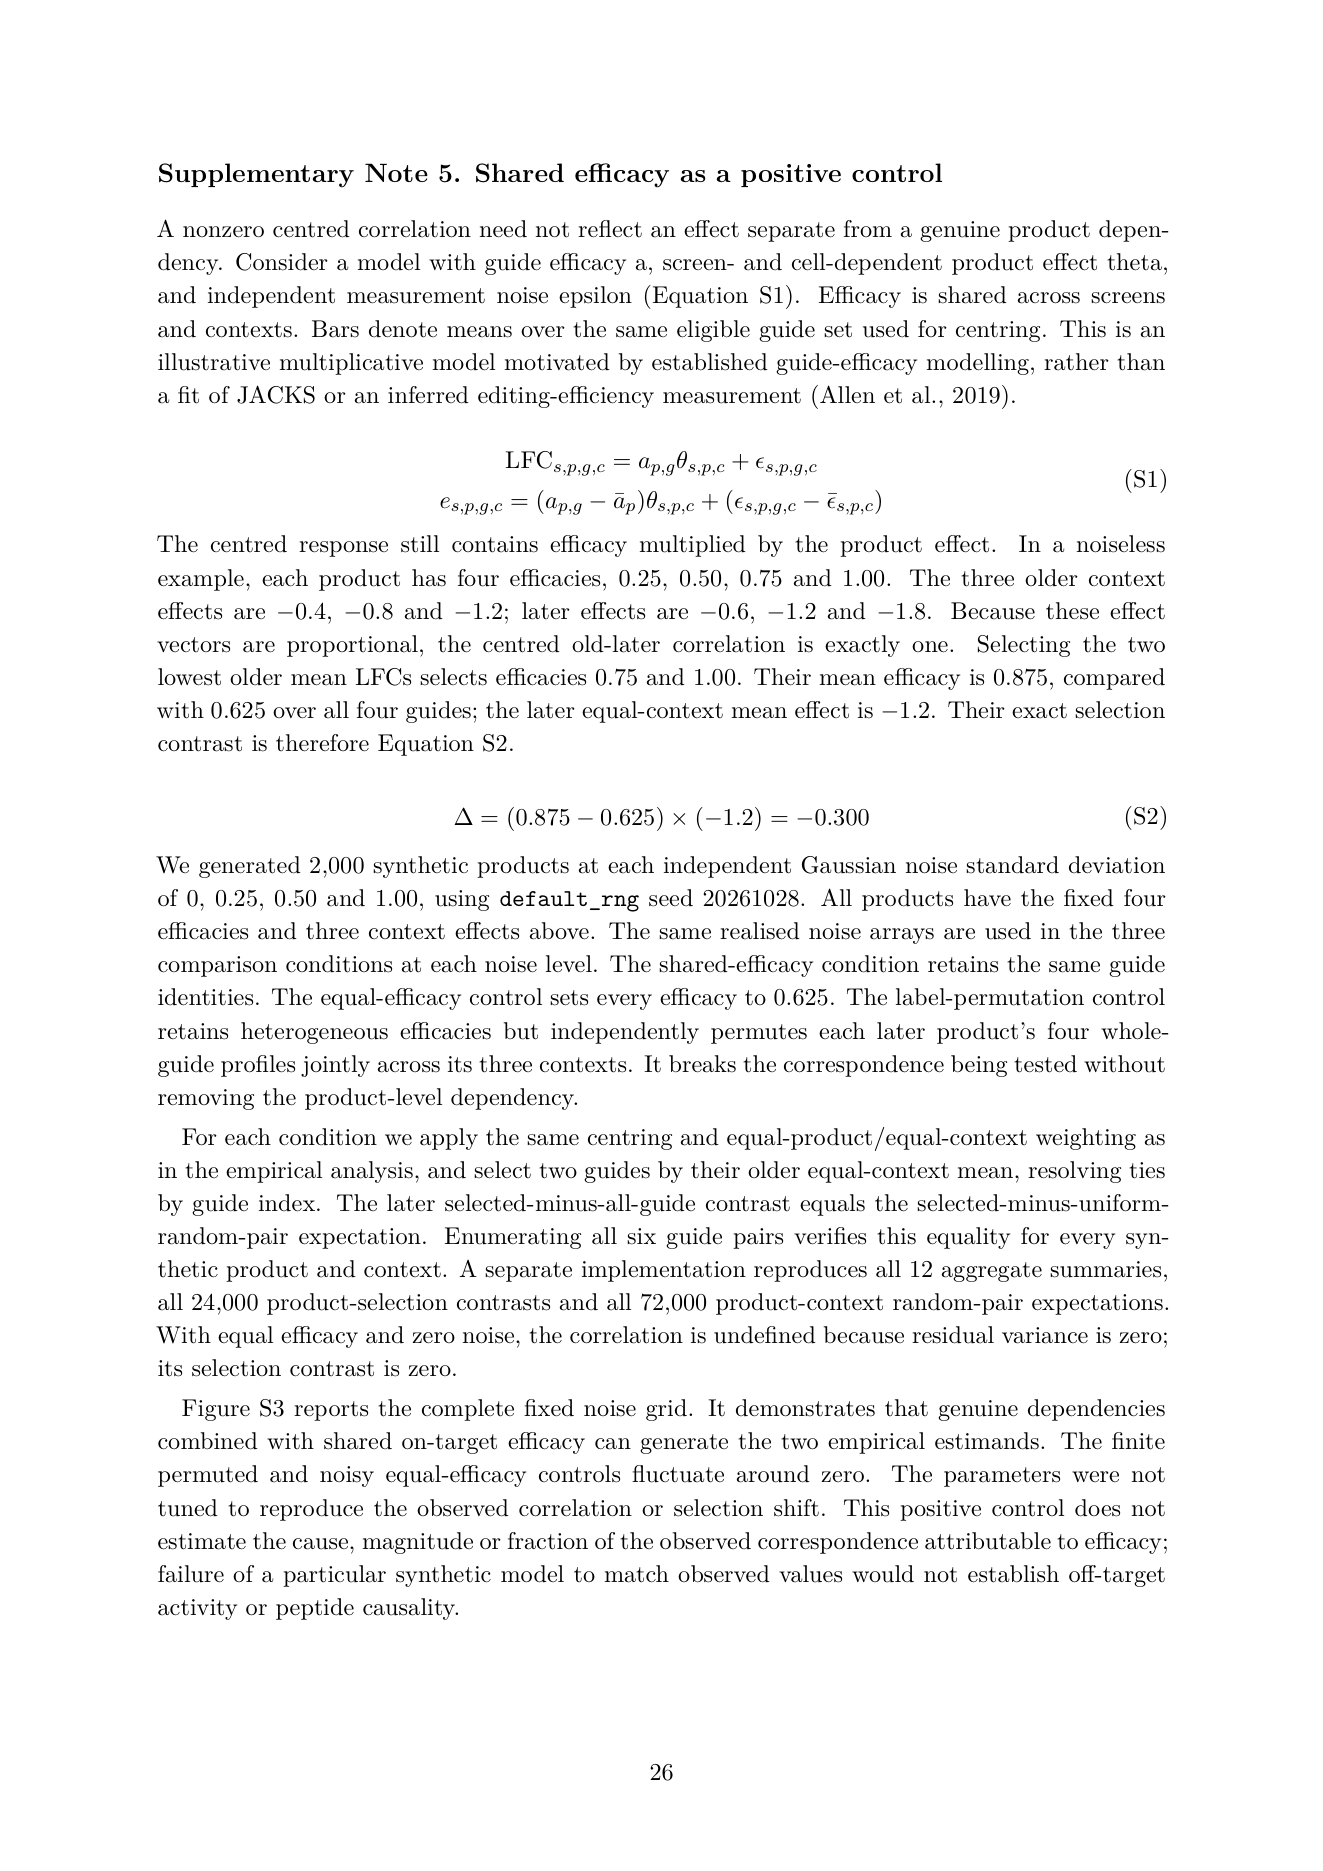 Supplementary Note 5. Shared efficacy as a positive control
A nonzero centred correlation need not reflect an effect separate from a genuine product depen-
dency. Consider a model with guide efficacy a, screen- and cell-dependent product effect theta,
and independent measurement noise epsilon (Equation S1). Efficacy is shared across screens
and contexts. Bars denote means over the same eligible guide set used for centring. This is an
illustrative multiplicative model motivated by established guide-efficacy modelling, rather than
a fit of JACKS or an inferred editing-efficiency measurement (Allen et al., 2019).
LFC_{s,p,g,c} = a_{p,g}θ_{s,p,c} + ϵ_{s,p,g,c}
e_{s,p,g,c} = (a_{p,g} − ā_p)θ_{s,p,c} + (ϵ_{s,p,g,c} − ϵ̄_{s,p,c})
(S1)
The centred response still contains efficacy multiplied by the product effect. In a noiseless
example, each product has four efficacies, 0.25, 0.50, 0.75 and 1.00. The three older context
effects are −0.4, −0.8 and −1.2; later effects are −0.6, −1.2 and −1.8. Because these effect
vectors are proportional, the centred old-later correlation is exactly one. Selecting the two
lowest older mean LFCs selects efficacies 0.75 and 1.00. Their mean efficacy is 0.875, compared
with 0.625 over all four guides; the later equal-context mean effect is −1.2. Their exact selection
contrast is therefore Equation S2.
Δ = (0.875 − 0.625) × (−1.2) = −0.300 (S2)
We generated 2,000 synthetic products at each independent Gaussian noise standard deviation
of 0, 0.25, 0.50 and 1.00, using default_rng seed 20261028. All products have the fixed four
efficacies and three context effects above. The same realised noise arrays are used in the three
comparison conditions at each noise level. The shared-efficacy condition retains the same guide
identities. The equal-efficacy control sets every efficacy to 0.625. The label-permutation control
retains heterogeneous efficacies but independently permutes each later product's four whole-
guide profiles jointly across its three contexts. It breaks the correspondence being tested without
removing the product-level dependency.
For each condition we apply the same centring and equal-product/equal-context weighting as
in the empirical analysis, and select two guides by their older equal-context mean, resolving ties
by guide index. The later selected-minus-all-guide contrast equals the selected-minus-uniform-
random-pair expectation. Enumerating all six guide pairs verifies this equality for every syn-
thetic product and context. A separate implementation reproduces all 12 aggregate summaries,
all 24,000 product-selection contrasts and all 72,000 product-context random-pair expectations.
With equal efficacy and zero noise, the correlation is undefined because residual variance is zero;
its selection contrast is zero.
Figure S3 reports the complete fixed noise grid. It demonstrates that genuine dependencies
combined with shared on-target efficacy can generate the two empirical estimands. The finite
permuted and noisy equal-efficacy controls fluctuate around zero. The parameters were not
tuned to reproduce the observed correlation or selection shift. This positive control does not
estimate the cause, magnitude or fraction of the observed correspondence attributable to efficacy;
failure of a particular synthetic model to match observed values would not establish off-target
activity or peptide causality.
26